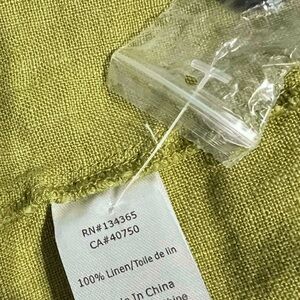 RN#134365
CA#40750
100% Linen/Toile de lin
In China